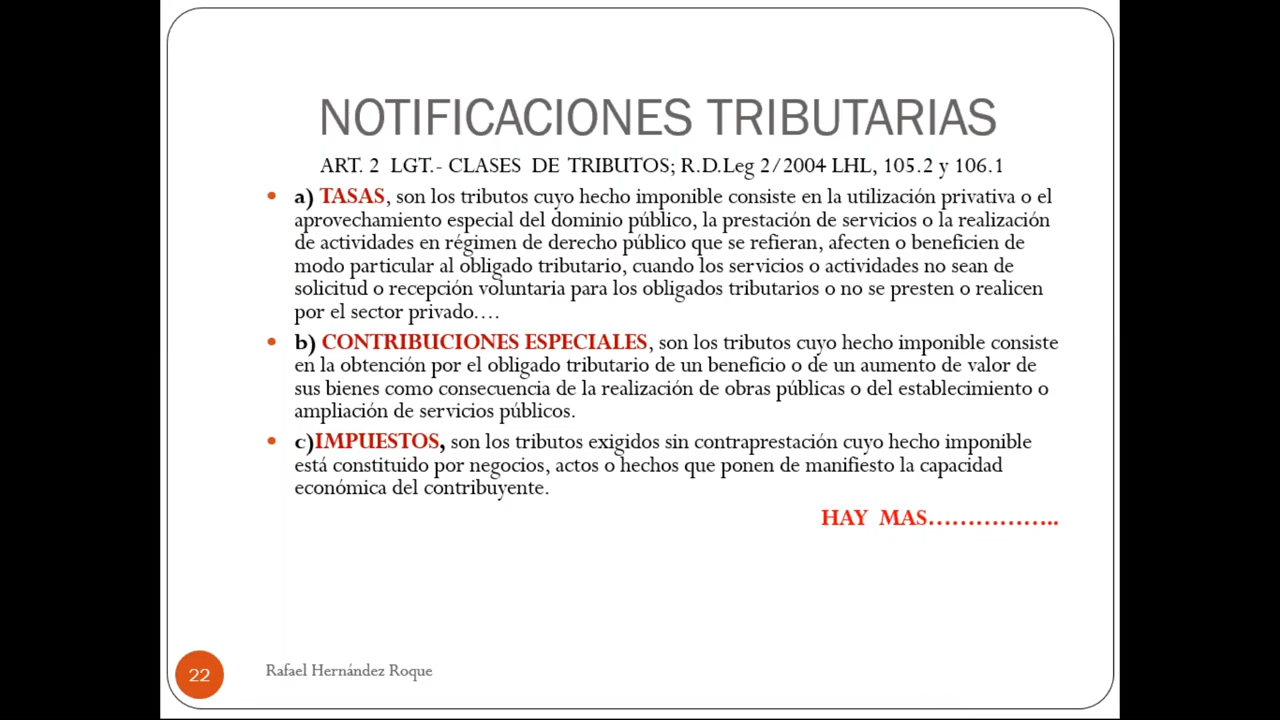 NOTIFICACIONES TRIBUTARIAS
ART. 2 LGT.- CLASES DE TRIBUTOS; R.D.Leg 2/2004 LHL, 105.2 y 106.1
• a) TASAS, son los tributos cuyo hecho imponible consiste en la utilización privativa o el
aprovechamiento especial del dominio público, la prestación de servicios o la realización
de actividades en régimen de derecho público que se refieran, afecten o beneficien de
modo particular al obligado tributario, cuando los servicios o actividades no sean de
solicitud o recepción voluntaria para los obligados tributarios o no se presten o realicen
por el sector privado….
• b) CONTRIBUCIONES ESPECIALES, son los tributos cuyo hecho imponible consiste
en la obtención por el obligado tributario de un beneficio o de un aumento de valor de
sus bienes como consecuencia de la realización de obras públicas o del establecimiento o
ampliación de servicios públicos.
• c)IMPUESTOS, son los tributos exigidos sin contraprestación cuyo hecho imponible
está constituido por negocios, actos o hechos que ponen de manifiesto la capacidad
económica del contribuyente.
HAY MAS……………..
22
Rafael Hernández Roque